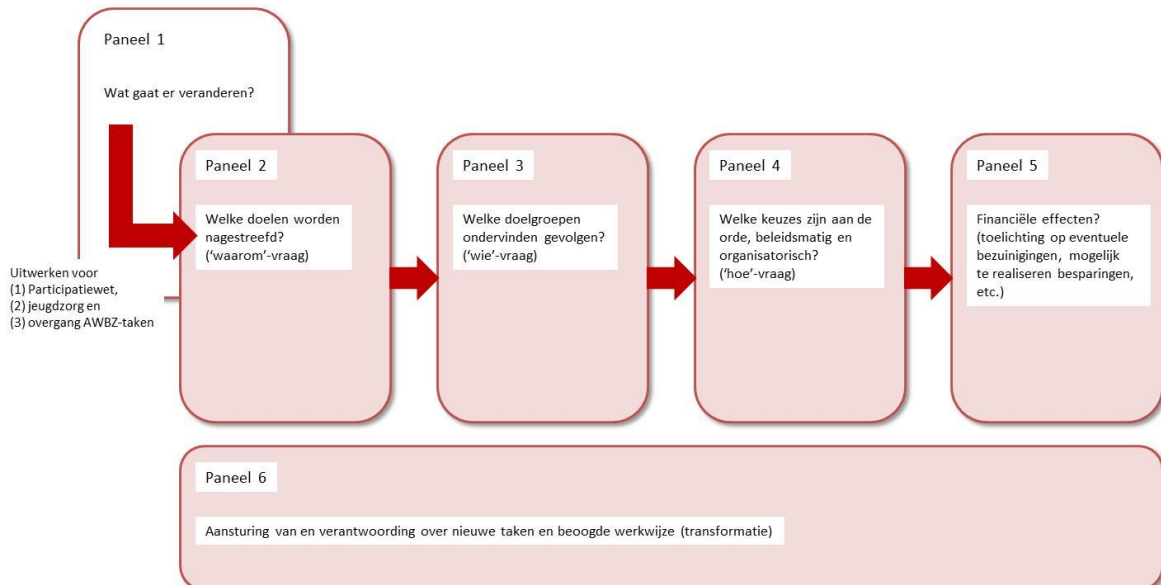 Paneel 1
Wat gaat er veranderen?
Uitwerken voor
(1) Participatiewet,
(2) jeugdzorg en
(3) overgang AWBZ-taken
Paneel 2
Welke doelen worden
nagestreefd?
(‘waarom’-vraag)
Paneel 3
Welke doelgroepen
ondervinden gevolgen?
(‘wie’-vraag)
Paneel 4
Welke keuzes zijn aan de
orde, beleidsmatig en
organisatorisch?
(‘hoe’-vraag)
Paneel 5
Financiële effecten?
(toelichting op eventuele
bezuinigingen, mogelijk
te realiseren besparingen,
etc.)
Paneel 6
Aansturing van en verantwoording over nieuwe taken en beoogde werkwijze (transformatie)